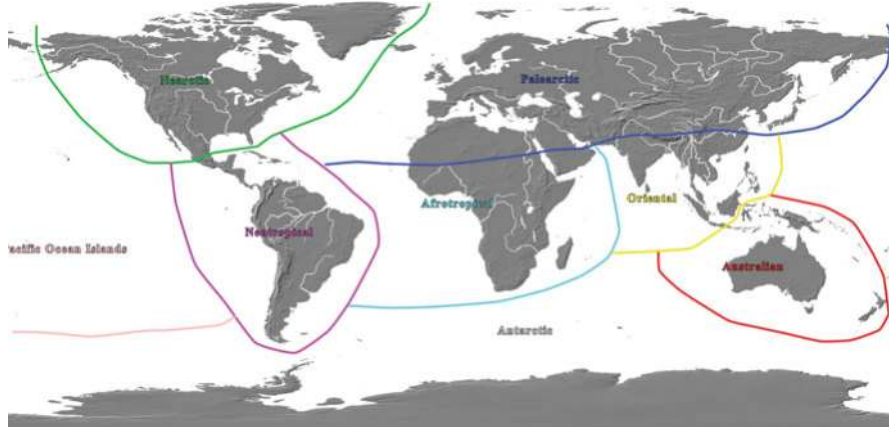 Nearctic
Palearctic
Afrotropical
Oriental
Neotropical
acific Ocean Islands
Australian
Antarctic